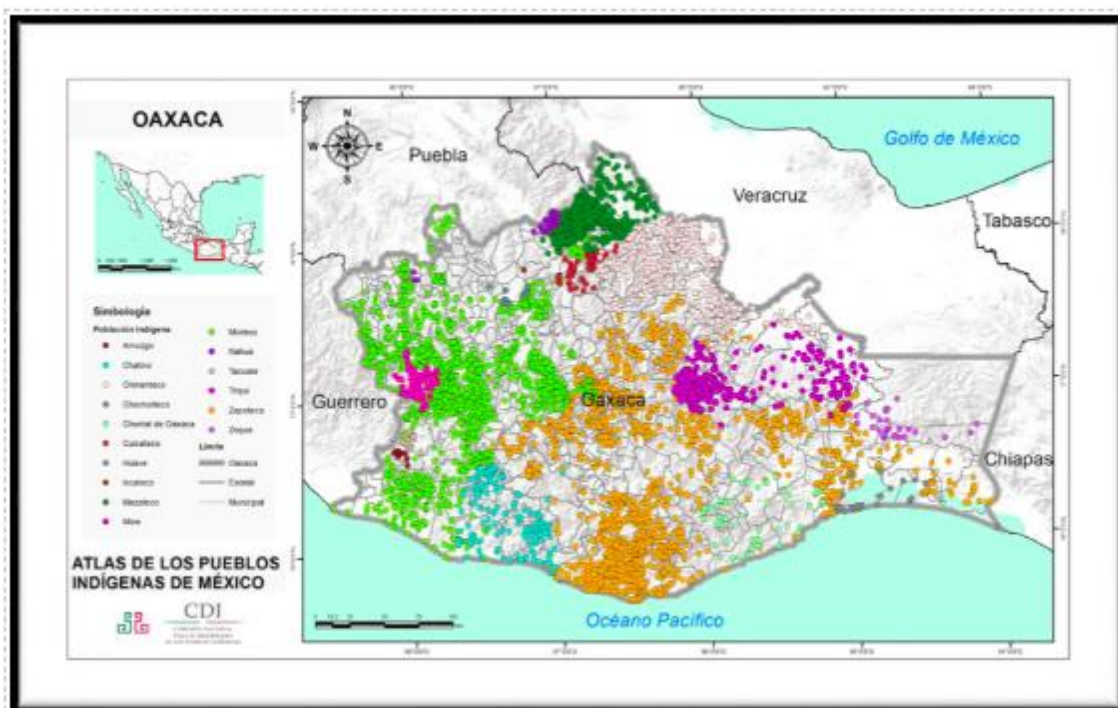 OAXACA
Simbología
Población Indígena
Amuzgo
Chatino
Chinanteco
Chocholteco
Chontal de Oaxaca
Cuicateco
Huave
Ixcateco
Mazateco
Mixe
Mixteco
Nahua
Tacuate
Triqui
Zapoteco
Zoque
Límite
Oaxaca
Estatal
Municipal
ATLAS DE LOS PUEBLOS
INDÍGENAS DE MÉXICO
CDI
N
W
E
S
Puebla
Golfo de México
Veracruz
Tabasco
Guerrero
Oaxaca
Chiapas
Océano Pacífico